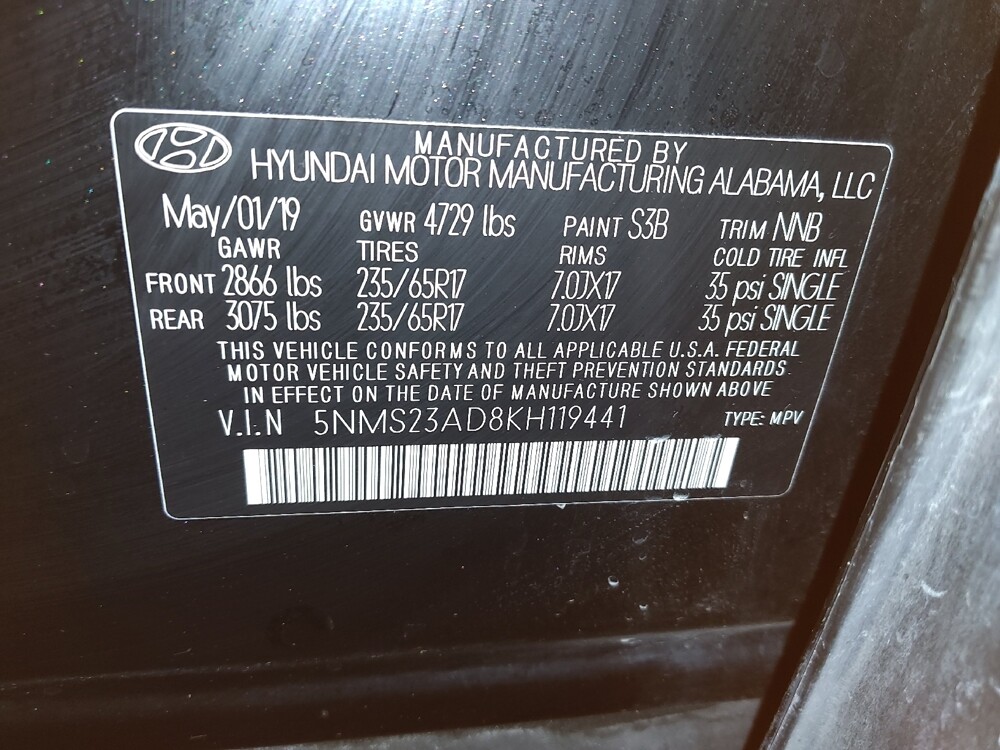 MANUFACTURED BY
HYUNDAI MOTOR MANUFACTURING ALABAMA, LLC
May/01/19 GVWR 4729 lbs PAINT S3B TRIM NNB
GAWR TIRES RIMS COLD TIRE INFL
FRONT 2866 lbs 235/65R17 7.0JX17 35 psi SINGLE
REAR 3075 lbs 235/65R17 7.0JX17 35 psi SINGLE
THIS VEHICLE CONFORMS TO ALL APPLICABLE U.S.A. FEDERAL
MOTOR VEHICLE SAFETY AND THEFT PREVENTION STANDARDS
IN EFFECT ON THE DATE OF MANUFACTURE SHOWN ABOVE
V.I.N 5NMS23AD8KH119441 TYPE: MPV